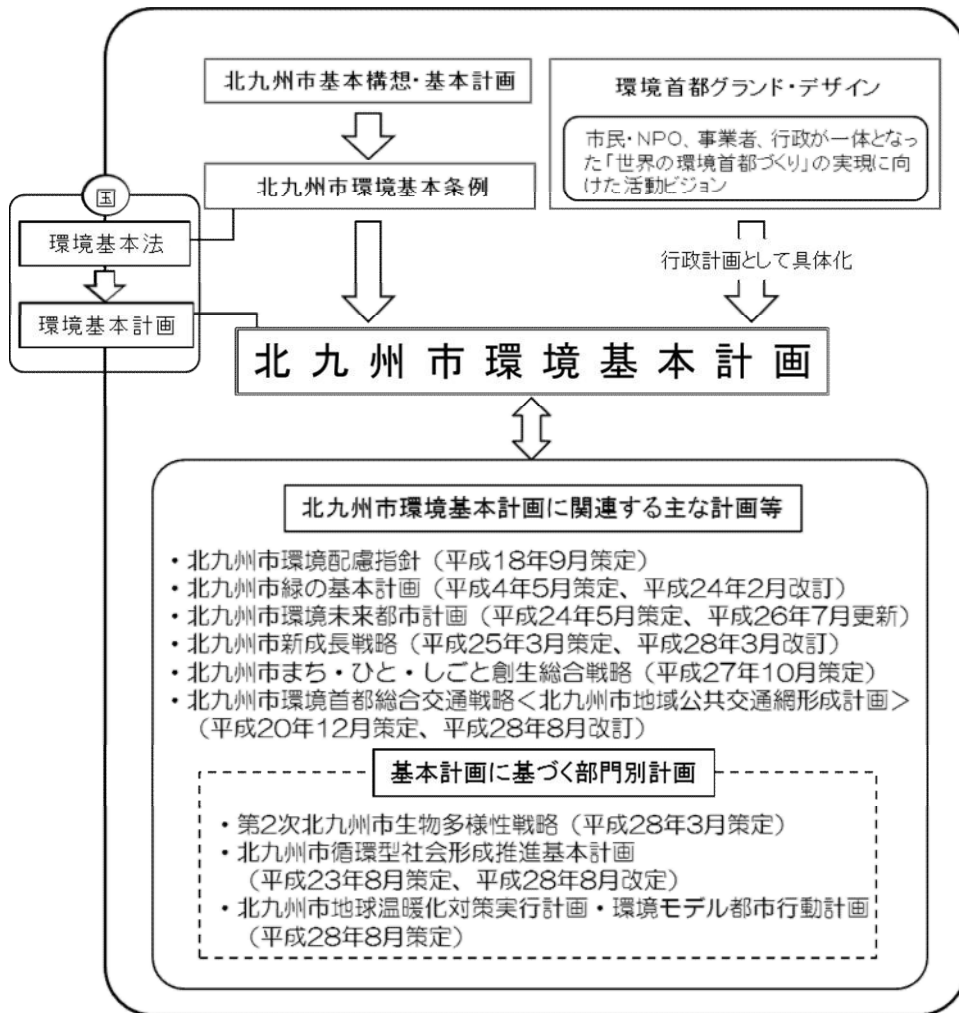 北九州市基本構想・基本計画
環境首都グランド・デザイン
市民・NPO、事業者、行政が一体となっ
た「世界の環境首都づくり」の実現に向
けた活動ビジョン
北九州市環境基本条例
国
環境基本法
環境基本計画
行政計画として具体化
北九州市環境基本計画
北九州市環境基本計画に関連する主な計画等
・北九州市環境配慮指針（平成18年9月策定）
・北九州市緑の基本計画（平成4年5月策定、平成24年2月改訂）
・北九州市環境未来都市計画（平成24年5月策定、平成26年7月更新）
・北九州市新成長戦略（平成25年3月策定、平成28年3月改訂）
・北九州市まち・ひと・しごと創生総合戦略（平成27年10月策定）
・北九州市環境首都総合交通戦略＜北九州市地域公共交通網形成計画＞
（平成20年12月策定、平成28年8月改訂）
基本計画に基づく部門別計画
・第2次北九州市生物多様性戦略（平成28年3月策定）
・北九州市循環型社会形成推進基本計画
（平成23年8月策定、平成28年8月改定）
・北九州市地球温暖化対策実行計画・環境モデル都市行動計画
（平成28年8月策定）